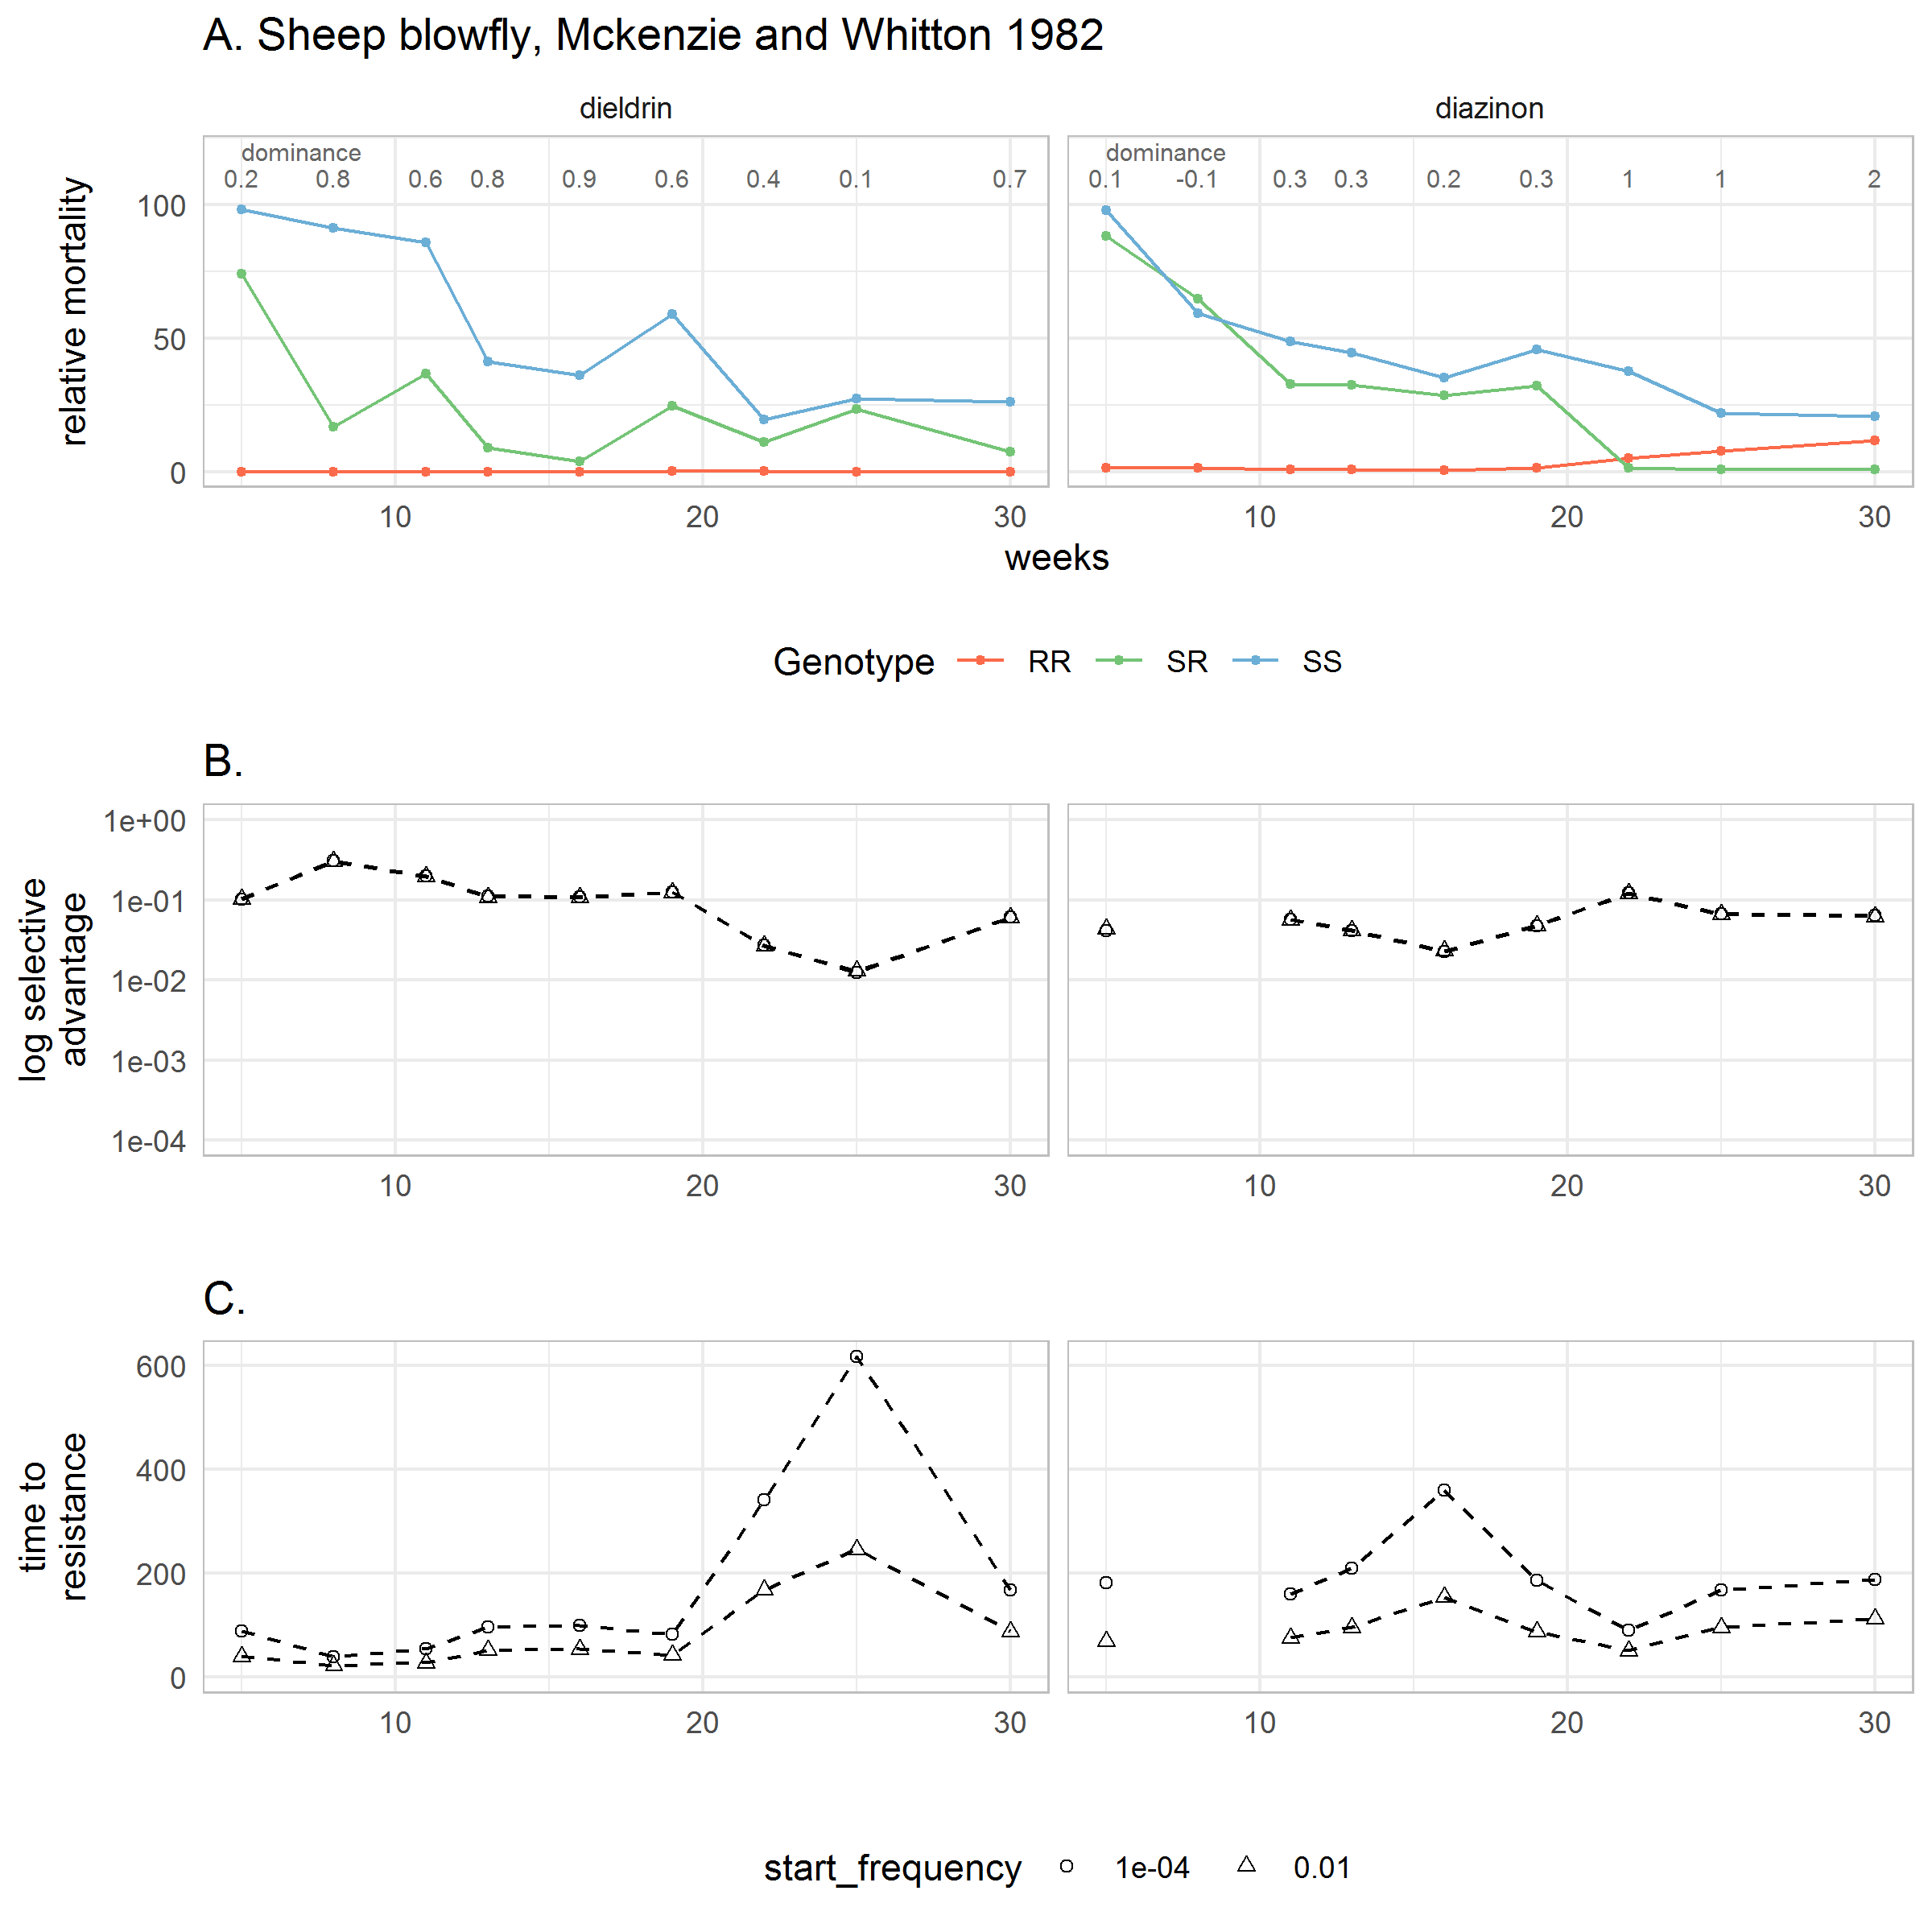 A. Sheep blowfly, Mckenzie and Whitton 1982
dieldrin
diazinon
dominance
0.2 0.8 0.6 0.8 0.9 0.6 0.4 0.1 0.7
dominance
0.1 -0.1 0.3 0.3 0.2 0.3 1 1 2
relative mortality
100
50
0
10 20 30
10 20 30
weeks
Genotype RR SR SS
B.
log selective
advantage
1e+00
1e-01
1e-02
1e-03
1e-04
10 20 30
10 20 30
C.
time to
resistance
600
400
200
0
10 20 30
10 20 30
start_frequency 1e-04 0.01